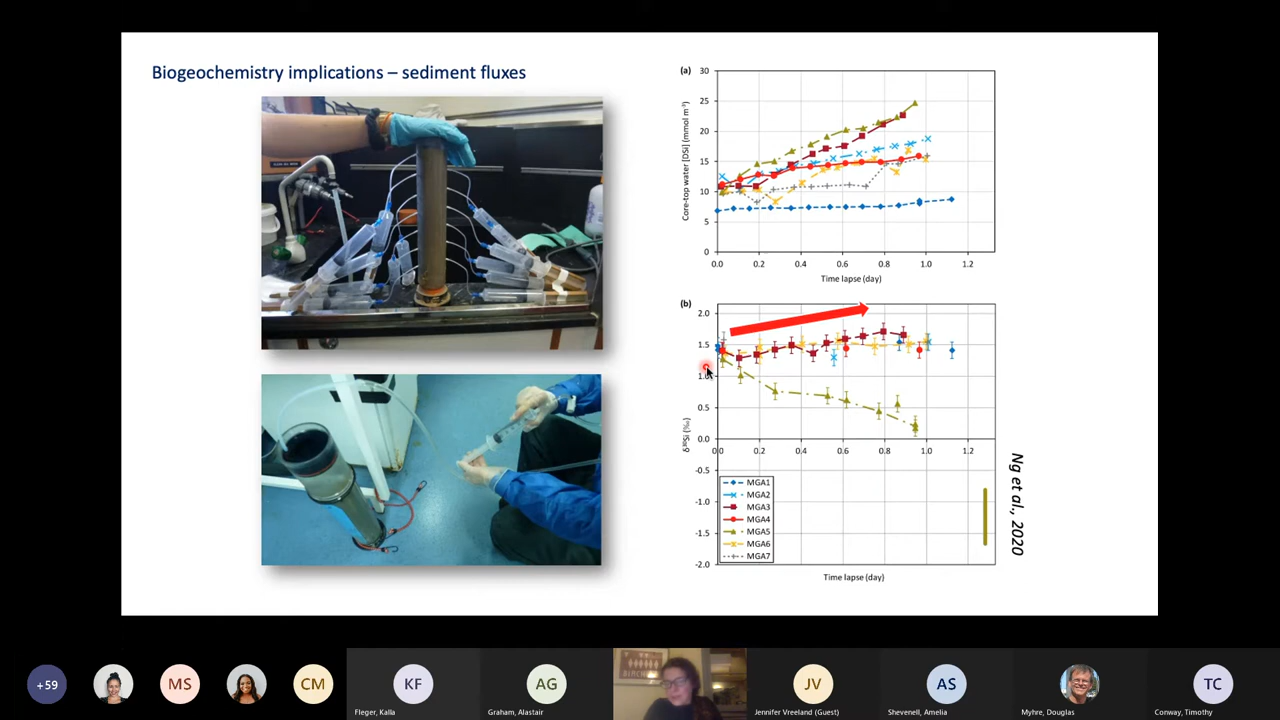 Biogeochemistry implications – sediment fluxes
(a)
Core-top water [DSi] (mmol m⁻³)
30
25
20
15
10
5
0
0.0 0.2 0.4 0.6 0.8 1.0 1.2
Time lapse (day)
(b)
δ³⁰Si (‰)
2.0
1.5
1.0
0.5
0.0
-0.5
-1.0
-1.5
-2.0
0.0 0.2 0.4 0.6 0.8 1.0 1.2
MGA1
MGA2
MGA3
MGA4
MGA5
MGA6
MGA7
Time lapse (day)
Ng et al., 2020
+59
MS
CM
KF
Fleger, Kalla
AG
Graham, Alastair
JV
Jennifer Vreeland (Guest)
AS
Shevenell, Amelia
Myhre, Douglas
TC
Conway, Timothy